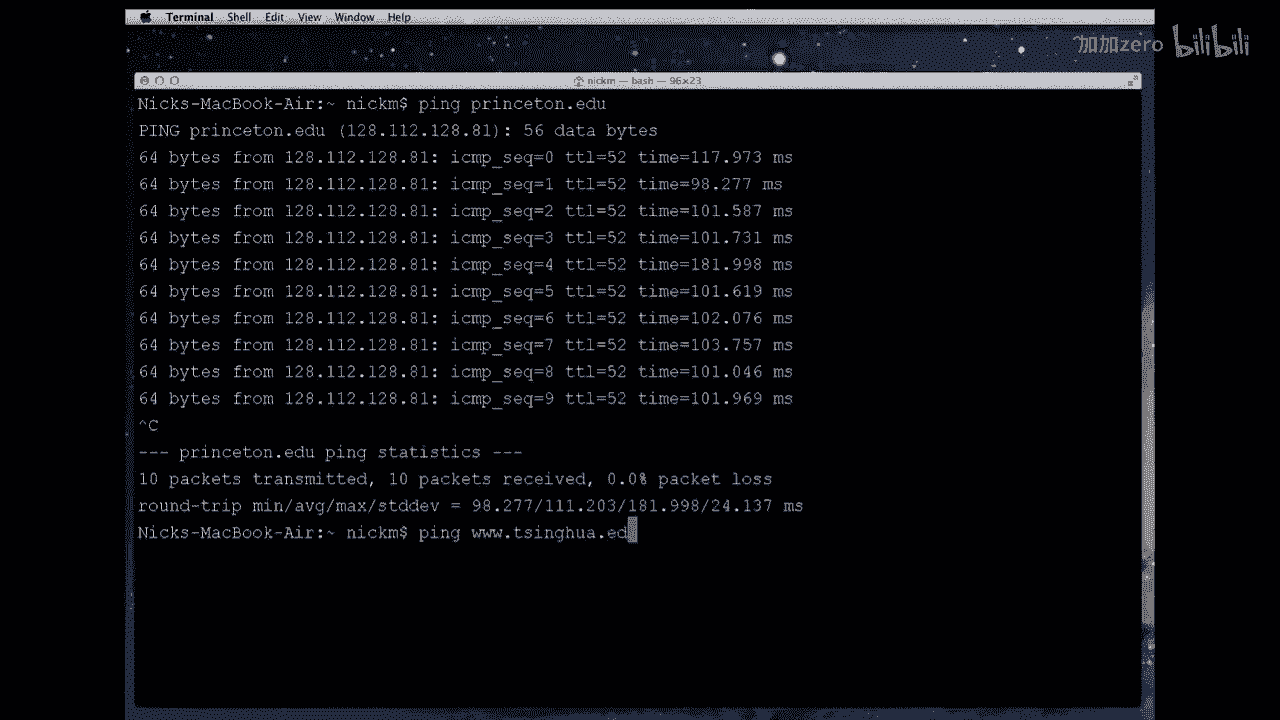 Terminal Shell Edit View Window Help
加加zero bilibili
nickm — bash — 96x23
Nicks-MacBook-Air:~ nickm$ ping princeton.edu
PING princeton.edu (128.112.128.81): 56 data bytes
64 bytes from 128.112.128.81: icmp_seq=0 ttl=52 time=117.973 ms
64 bytes from 128.112.128.81: icmp_seq=1 ttl=52 time=98.277 ms
64 bytes from 128.112.128.81: icmp_seq=2 ttl=52 time=101.587 ms
64 bytes from 128.112.128.81: icmp_seq=3 ttl=52 time=101.731 ms
64 bytes from 128.112.128.81: icmp_seq=4 ttl=52 time=181.998 ms
64 bytes from 128.112.128.81: icmp_seq=5 ttl=52 time=101.619 ms
64 bytes from 128.112.128.81: icmp_seq=6 ttl=52 time=102.076 ms
64 bytes from 128.112.128.81: icmp_seq=7 ttl=52 time=103.757 ms
64 bytes from 128.112.128.81: icmp_seq=8 ttl=52 time=101.046 ms
64 bytes from 128.112.128.81: icmp_seq=9 ttl=52 time=101.969 ms
^C
--- princeton.edu ping statistics ---
10 packets transmitted, 10 packets received, 0.0% packet loss
round-trip min/avg/max/stddev = 98.277/111.203/181.998/24.137 ms
Nicks-MacBook-Air:~ nickm$ ping www.tsinghua.ed